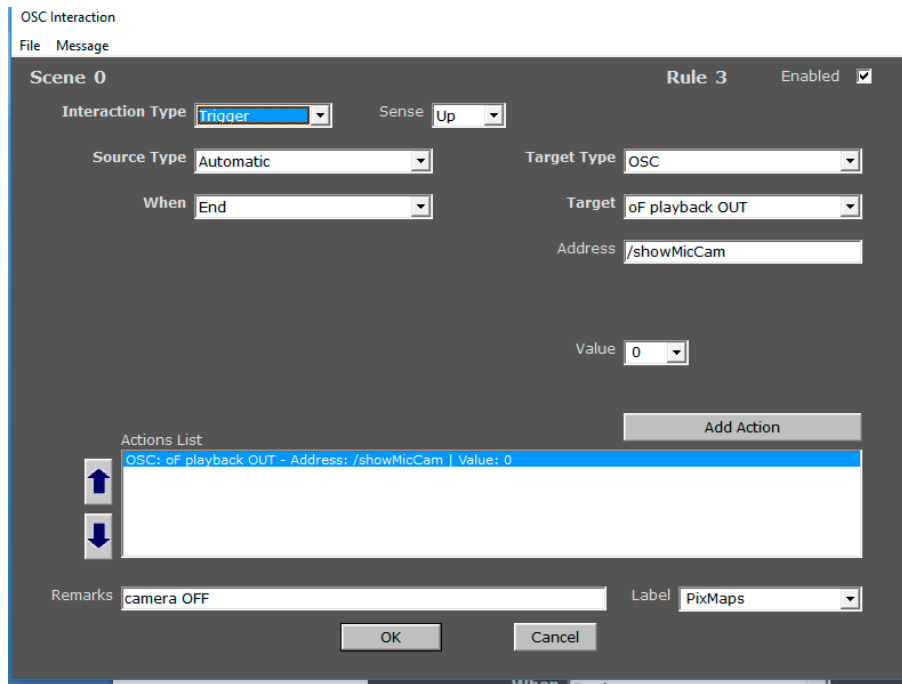 OSC Interaction
File Message
Scene 0 Rule 3 Enabled
Interaction Type Trigger Sense Up
Source Type Automatic Target Type OSC
When End Target oF playback OUT
Address /showMicCam
Value 0
Add Action
Actions List
OSC: oF playback OUT - Address: /showMicCam | Value: 0
Remarks camera OFF Label PixMaps
OK Cancel
When